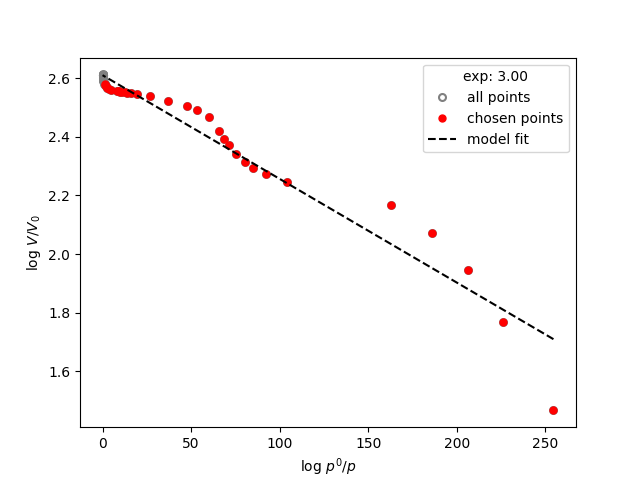 exp: 3.00
all points
chosen points
model fit
2.6
2.4
2.2
2.0
1.8
1.6
log V/V₀
0 50 100 150 200 250
log p⁰/p